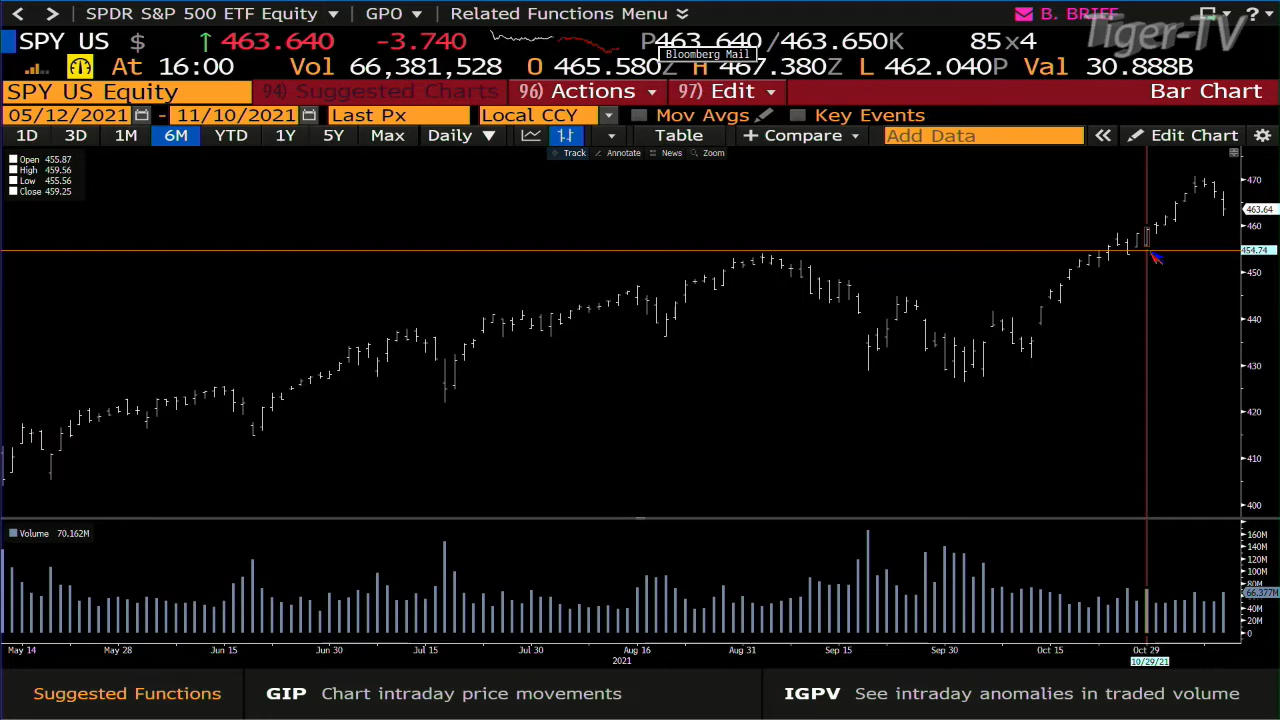 SPDR S&P 500 ETF Equity GPO Related Functions Menu B. BRIEF ?
Tiger-TV
SPY US $ 463.640 -3.740 P463.640/463.650K 85x4
Bloomberg Mail
At 16:00 Vol 66,381,528 O 465.580Z H 467.380Z L 462.040P Val 30.888B
SPY US Equity 94) Suggested Charts 96) Actions 97) Edit Bar Chart
05/12/2021 - 11/10/2021 Last Px Local CCY Mov Avgs Key Events
1D 3D 1M 6M YTD 1Y 5Y Max Daily Table + Compare Add Data Edit Chart
Track Annotate News Zoom
Open 455.87
High 459.56
Low 455.56
Close 459.25
470
463.64
460
454.74
450
440
430
420
410
400
Volume 70.162M
160M
140M
120M
100M
80M
66.377M
40M
20M
0
May 14 May 28 Jun 15 Jun 30 Jul 15 Jul 30 Aug 16 Aug 31 Sep 15 Sep 30 Oct 15 Oct 29
2021 10/29/21
Suggested Functions GIP Chart intraday price movements IGPV See intraday anomalies in traded volume